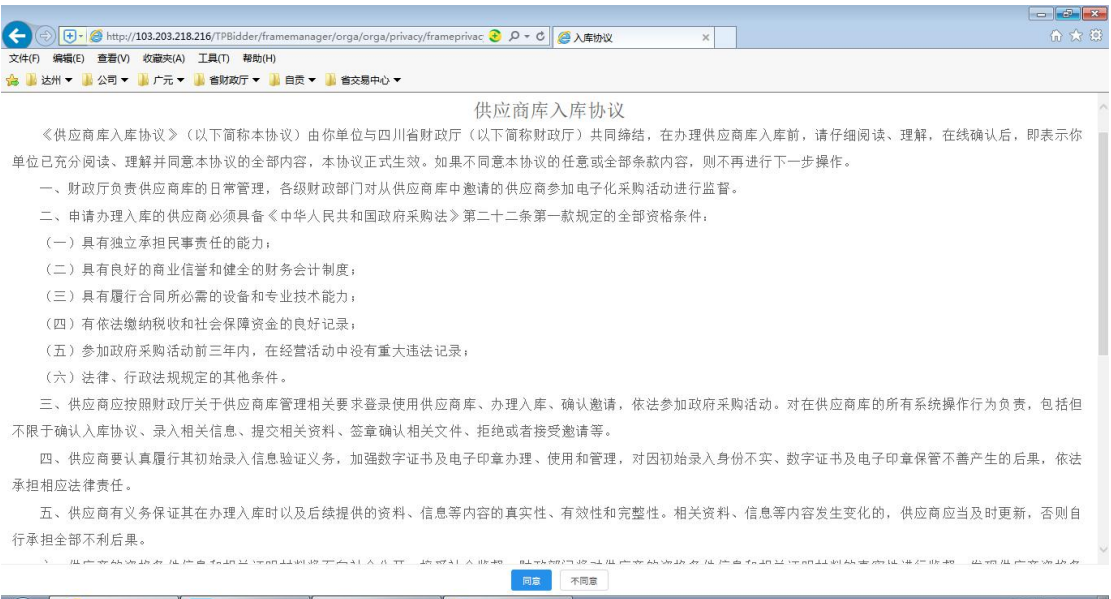 http://103.203.218.216/TPBidder/framemanager/orga/orga/privacy/frameprivac
入库协议
文件(F) 编辑(E) 查看(V) 收藏夹(A) 工具(T) 帮助(H)
达州 公司 广元 省财政厅 自贡 省交易中心
供应商库入库协议
《供应商库入库协议》（以下简称本协议）由你单位与四川省财政厅（以下简称财政厅）共同缔结，在办理供应商库入库前，请仔细阅读、理解，在线确认后，即表示你
单位已充分阅读、理解并同意本协议的全部内容，本协议正式生效。如果不同意本协议的任意或全部条款内容，则不再进行下一步操作。
一、财政厅负责供应商库的日常管理，各级财政部门对从供应商库中邀请的供应商参加电子化采购活动进行监督。
二、申请办理入库的供应商必须具备《中华人民共和国政府采购法》第二十二条第一款规定的全部资格条件：
（一）具有独立承担民事责任的能力；
（二）具有良好的商业信誉和健全的财务会计制度；
（三）具有履行合同所必需的设备和专业技术能力；
（四）有依法缴纳税收和社会保障资金的良好记录；
（五）参加政府采购活动前三年内，在经营活动中没有重大违法记录；
（六）法律、行政法规规定的其他条件。
三、供应商应按照财政厅关于供应商库管理相关要求登录使用供应商库、办理入库、确认邀请，依法参加政府采购活动。对在供应商库的所有系统操作行为负责，包括但
不限于确认入库协议、录入相关信息、提交相关资料、签章确认相关文件、拒绝或者接受邀请等。
四、供应商要认真履行其初始录入信息验证义务，加强数字证书及电子印章办理、使用和管理，对因初始录入身份不实、数字证书及电子印章保管不善产生的后果，依法
承担相应法律责任。
五、供应商有义务保证其在办理入库时以及后续提供的资料、信息等内容的真实性、有效性和完整性。相关资料、信息等内容发生变化的，供应商应当及时更新，否则自
行承担全部不利后果。
同意 不同意